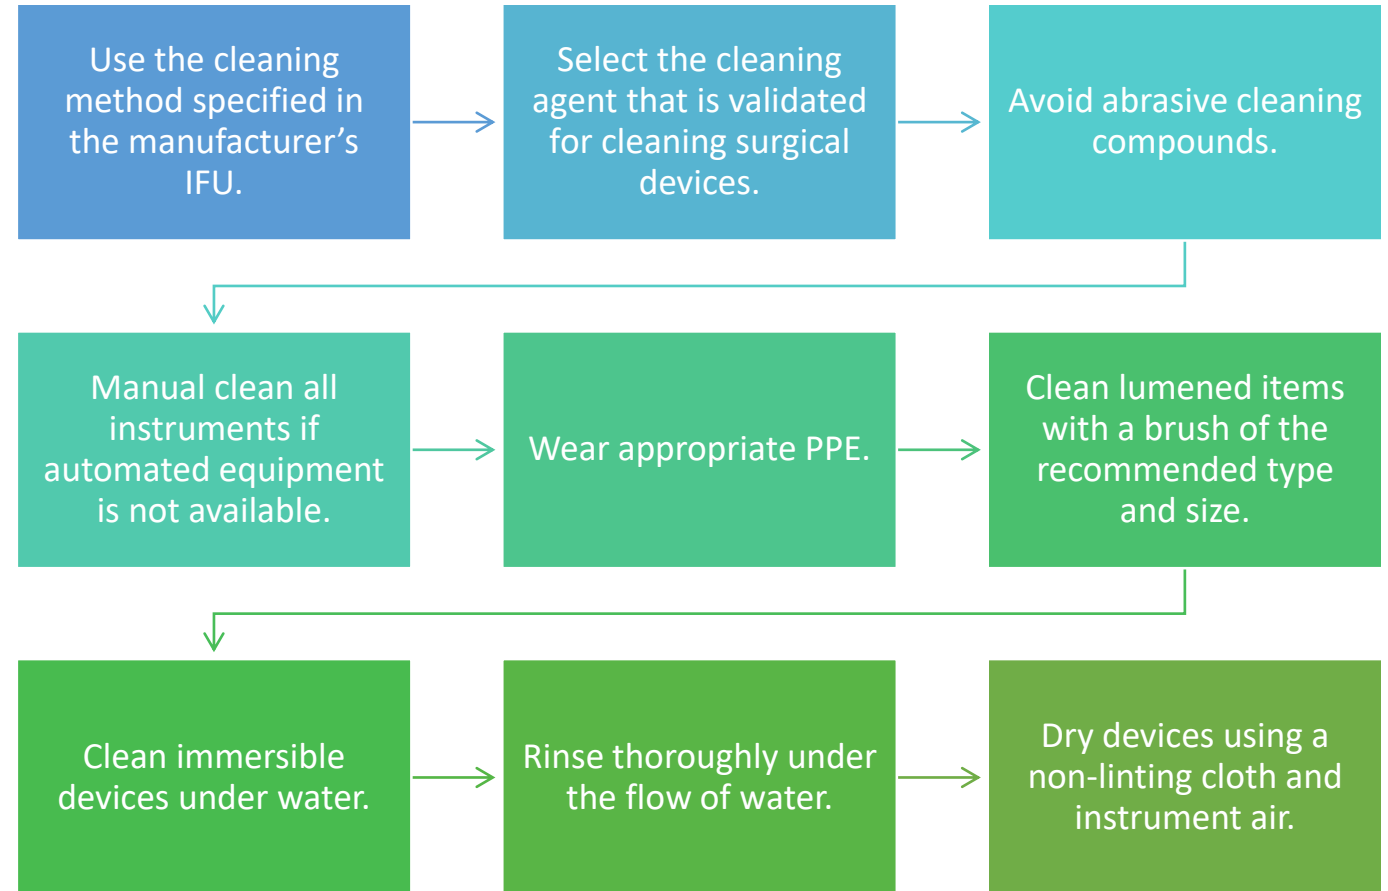 Use the cleaning
method specified in
the manufacturer’s
IFU.
Select the cleaning
agent that is validated
for cleaning surgical
devices.
Avoid abrasive cleaning
compounds.
Manual clean all
instruments if
automated equipment
is not available.
Wear appropriate PPE.
Clean lumened items
with a brush of the
recommended type
and size.
Clean immersible
devices under water.
Rinse thoroughly under
the flow of water.
Dry devices using a
non-linting cloth and
instrument air.